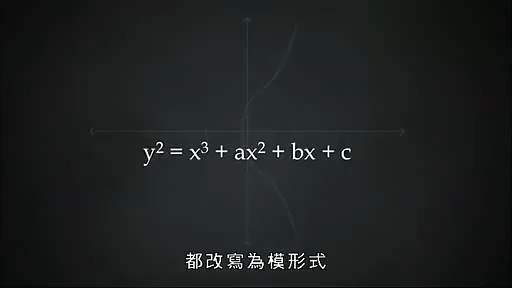 y² = x³ + ax² + bx + c
都改寫為模形式